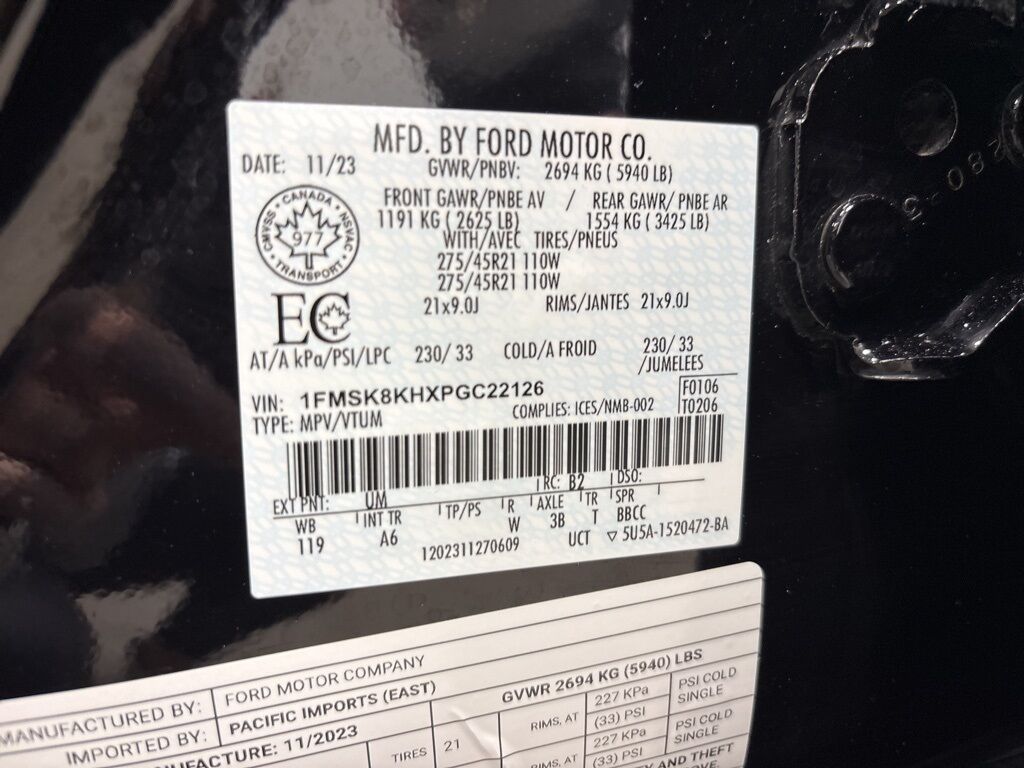 MFD. BY FORD MOTOR CO.
DATE: 11/23
GVWR/PNBV: 2694 KG ( 5940 LB)
FRONT GAWR/PNBE AV / REAR GAWR/ PNBE AR
1191 KG ( 2625 LB) 1554 KG ( 3425 LB)
WITH/AVEC TIRES/PNEUS
275/45R21 110W
275/45R21 110W
21x9.0J RIMS/JANTES 21x9.0J
CANADA
CMVSS NSVAC
977
TRANSPORT
EC
AT/A kPa/PSI/LPC 230/ 33 COLD/A FROID 230/ 33
/JUMELEES
VIN: 1FMSK8KHXPGC22126
F0106
TYPE: MPV/VTUM COMPLIES: ICES/NMB-002 T0206
EXT PNT: UM RC: B2 DSO:
WB INT TR TP/PS R AXLE TR SPR
119 A6 W 3B T BBCC
1202311270609 UCT ▽ 5U5A-1520472-BA
MANUFACTURED BY: FORD MOTOR COMPANY
IMPORTED BY: PACIFIC IMPORTS (EAST)
GVWR 2694 KG (5940) LBS
FACTURE: 11/2023
TIRES 21 RIMS, AT 227 KPa PSI COLD
(33) PSI SINGLE
RIMS, AT 227 KPa PSI COLD
(33) PSI SINGLE
Y AND THEFT